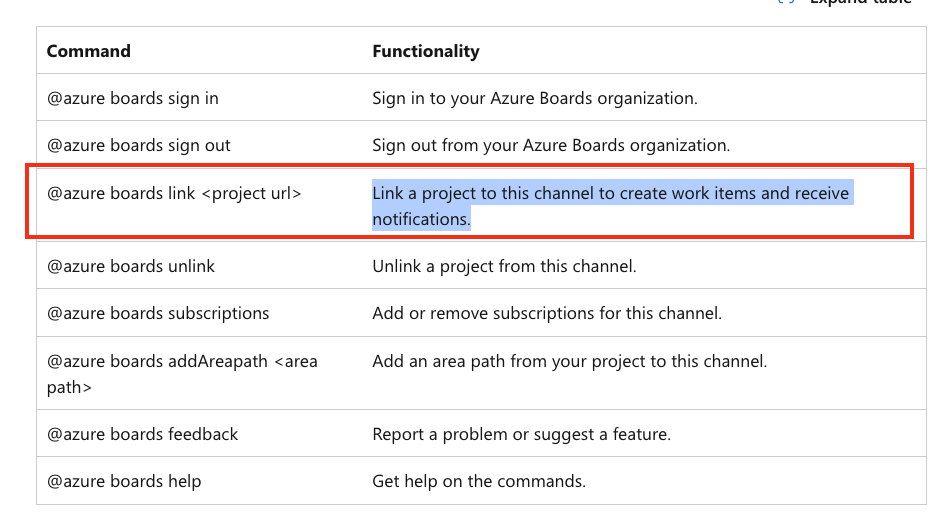 Expand table
Command Functionality
@azure boards sign in Sign in to your Azure Boards organization.
@azure boards sign out Sign out from your Azure Boards organization.
@azure boards link <project url> Link a project to this channel to create work items and receive
notifications.
@azure boards unlink Unlink a project from this channel.
@azure boards subscriptions Add or remove subscriptions for this channel.
@azure boards addAreapath <area Add an area path from your project to this channel.
path>
@azure boards feedback Report a problem or suggest a feature.
@azure boards help Get help on the commands.